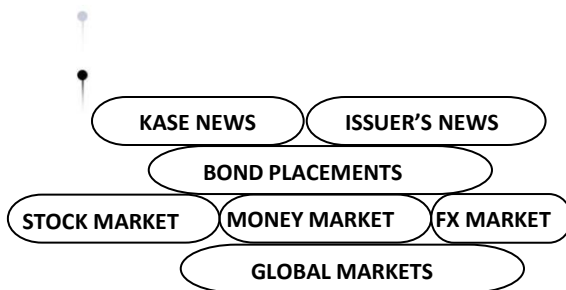 KASE NEWS ISSUER’S NEWS
BOND PLACEMENTS
STOCK MARKET MONEY MARKET FX MARKET
GLOBAL MARKETS